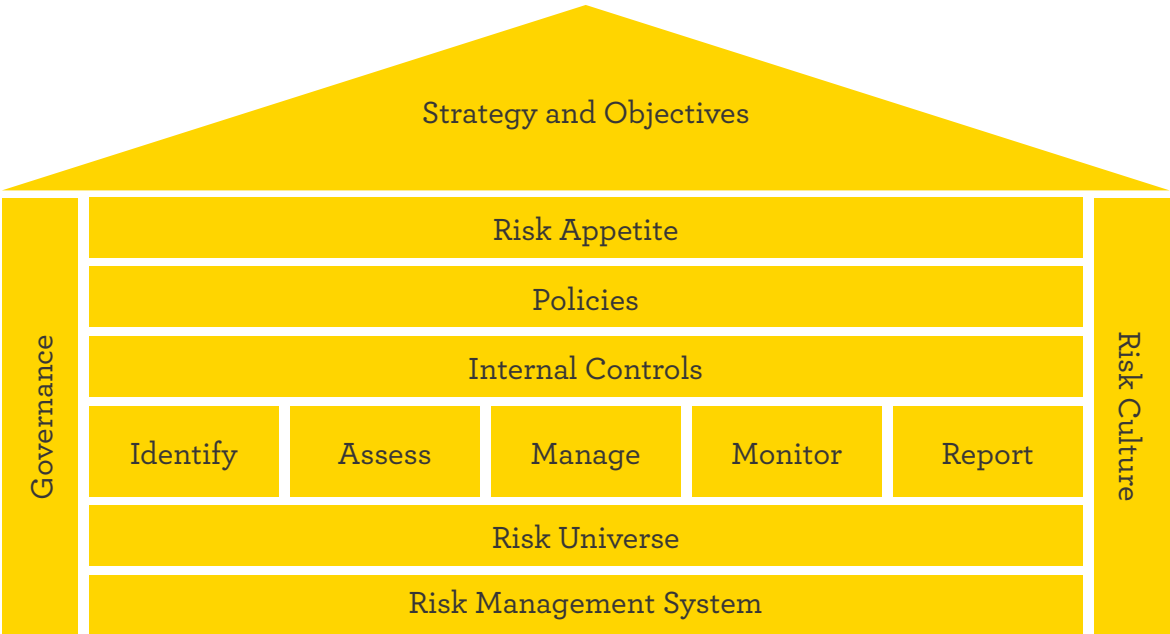 Strategy and Objectives
Governance
Risk Appetite
Policies
Internal Controls
Identify
Assess
Manage
Monitor
Report
Risk Universe
Risk Management System
Risk Culture